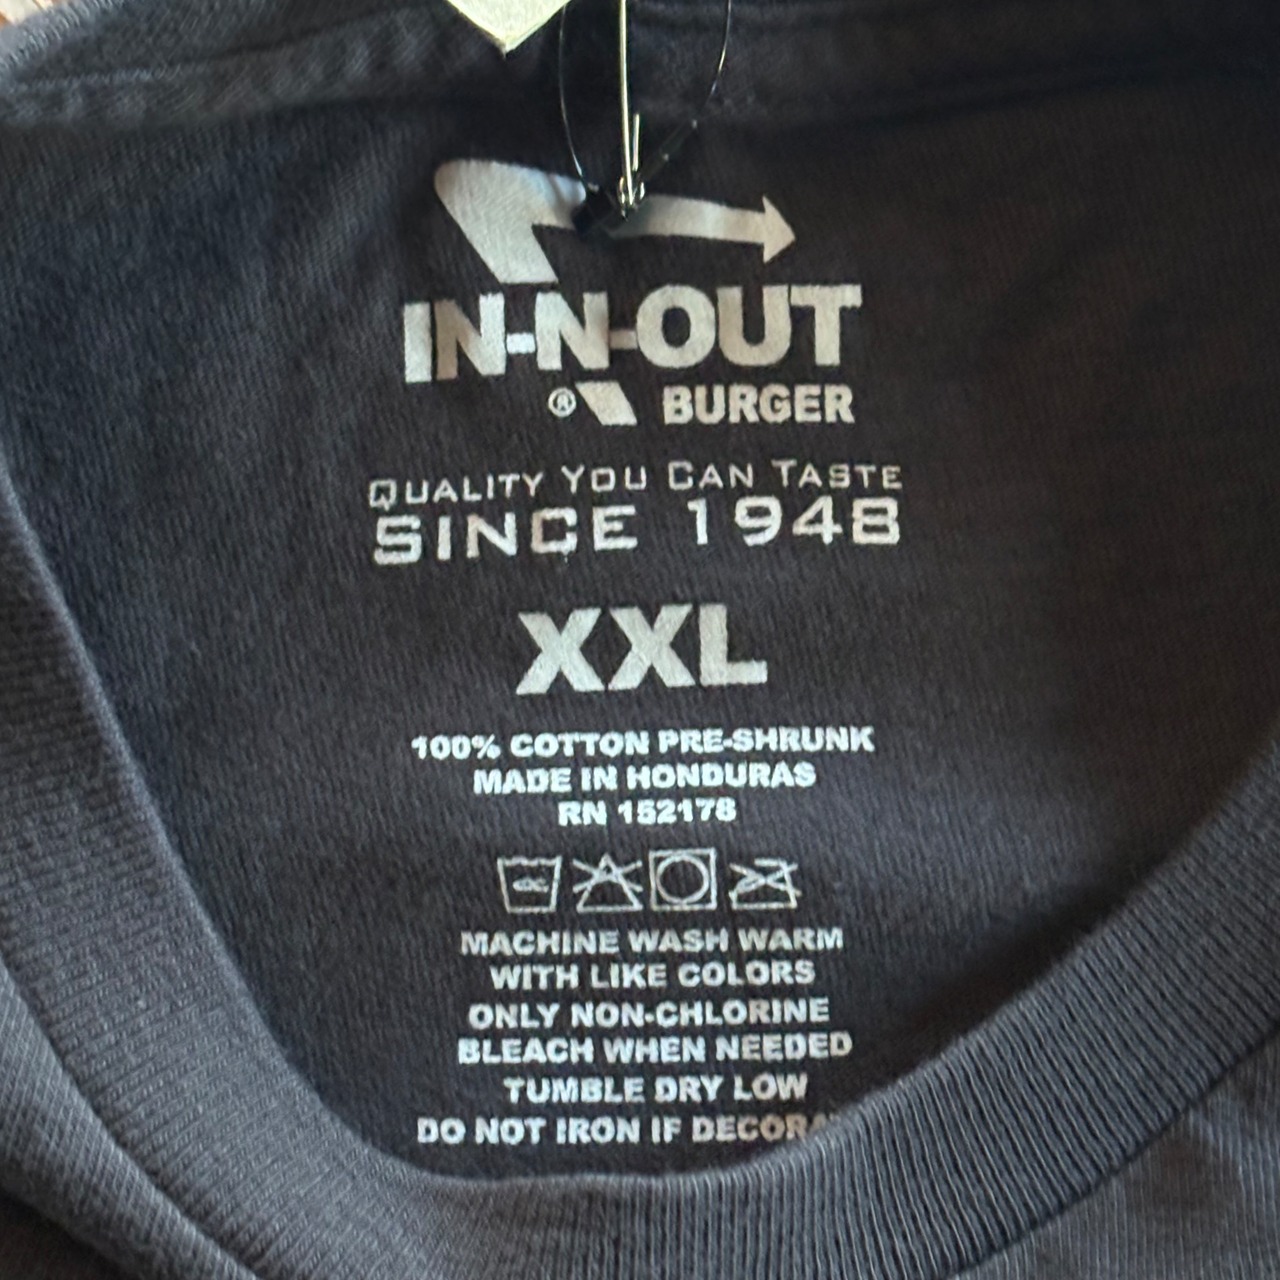 IN-N-OUT
® BURGER
QUALITY YOU CAN TASTE
SINCE 1948
XXL
100% COTTON PRE-SHRUNK
MADE IN HONDURAS
RN 152178
MACHINE WASH WARM
WITH LIKE COLORS
ONLY NON-CHLORINE
BLEACH WHEN NEEDED
TUMBLE DRY LOW
DO NOT IRON IF DECORA